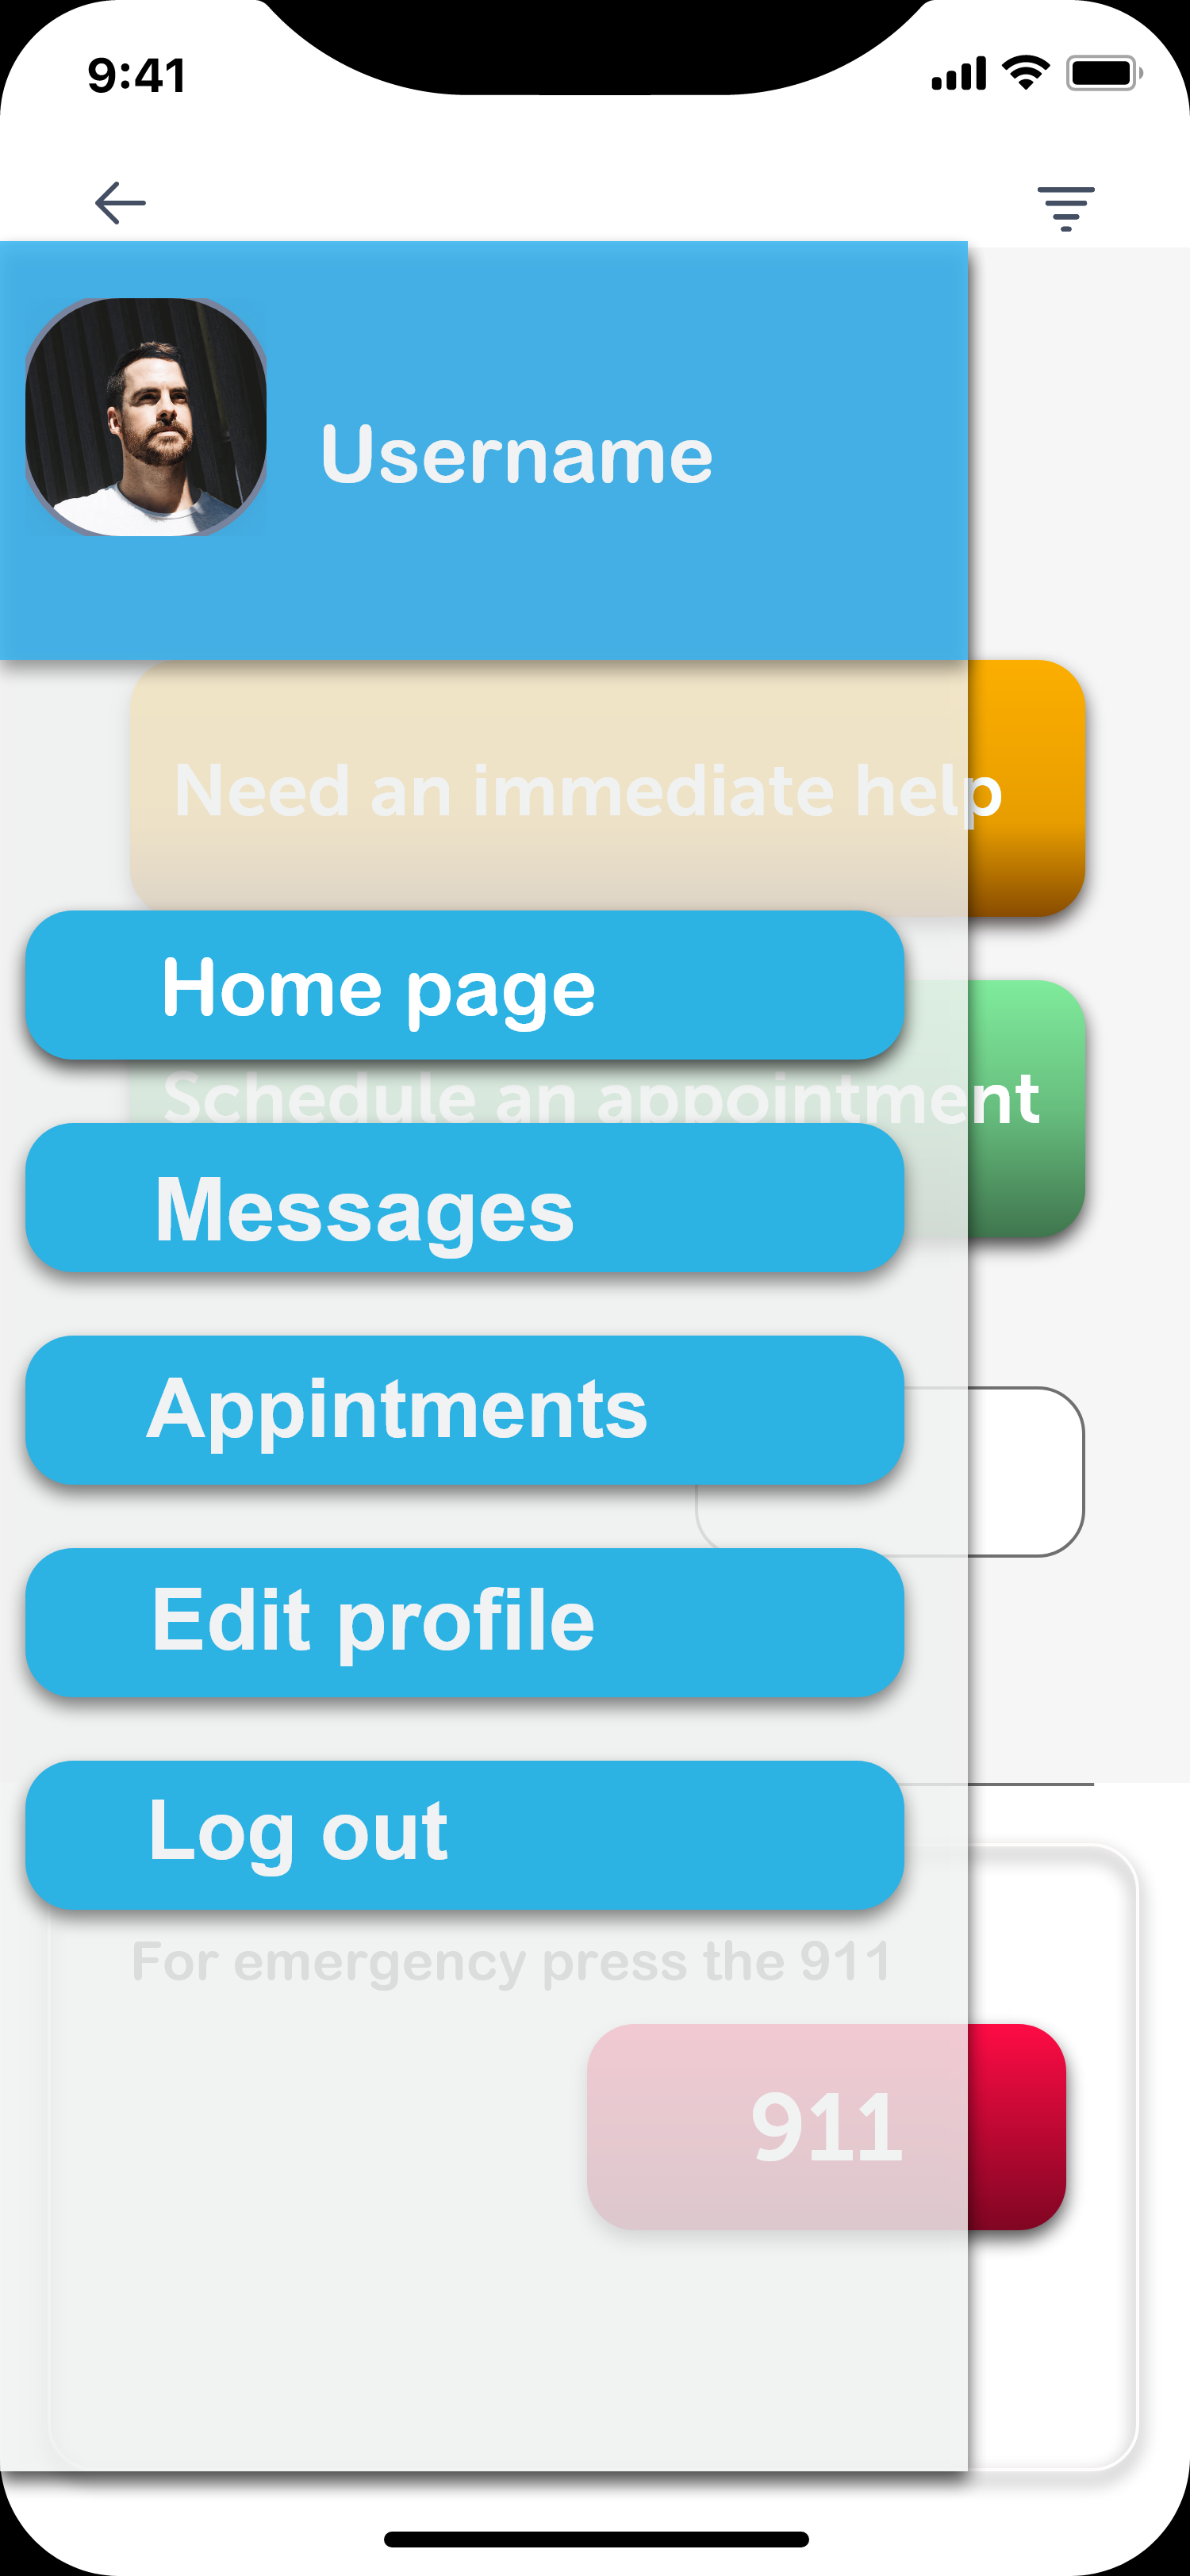 9:41
Username
Need an immediate help
Home page
Schedule an appointment
Messages
Appintments
Edit profile
Log out
For emergency press the 911
911